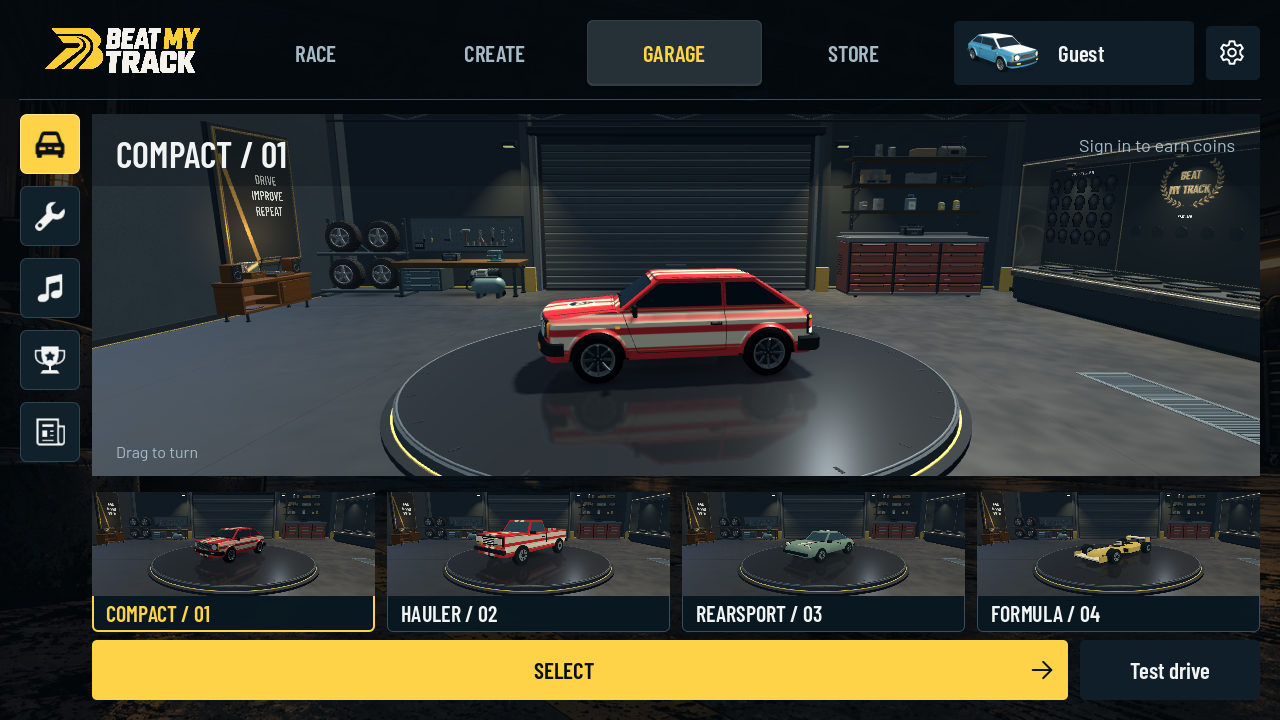 BEAT MY
TRACK
RACE
CREATE
GARAGE
STORE
Guest
COMPACT / 01
Sign in to earn coins
DRIVE
IMPROVE
REPEAT
BEAT
MY TRACK
Drag to turn
COMPACT / 01
HAULER / 02
REARSPORT / 03
FORMULA / 04
SELECT
Test drive